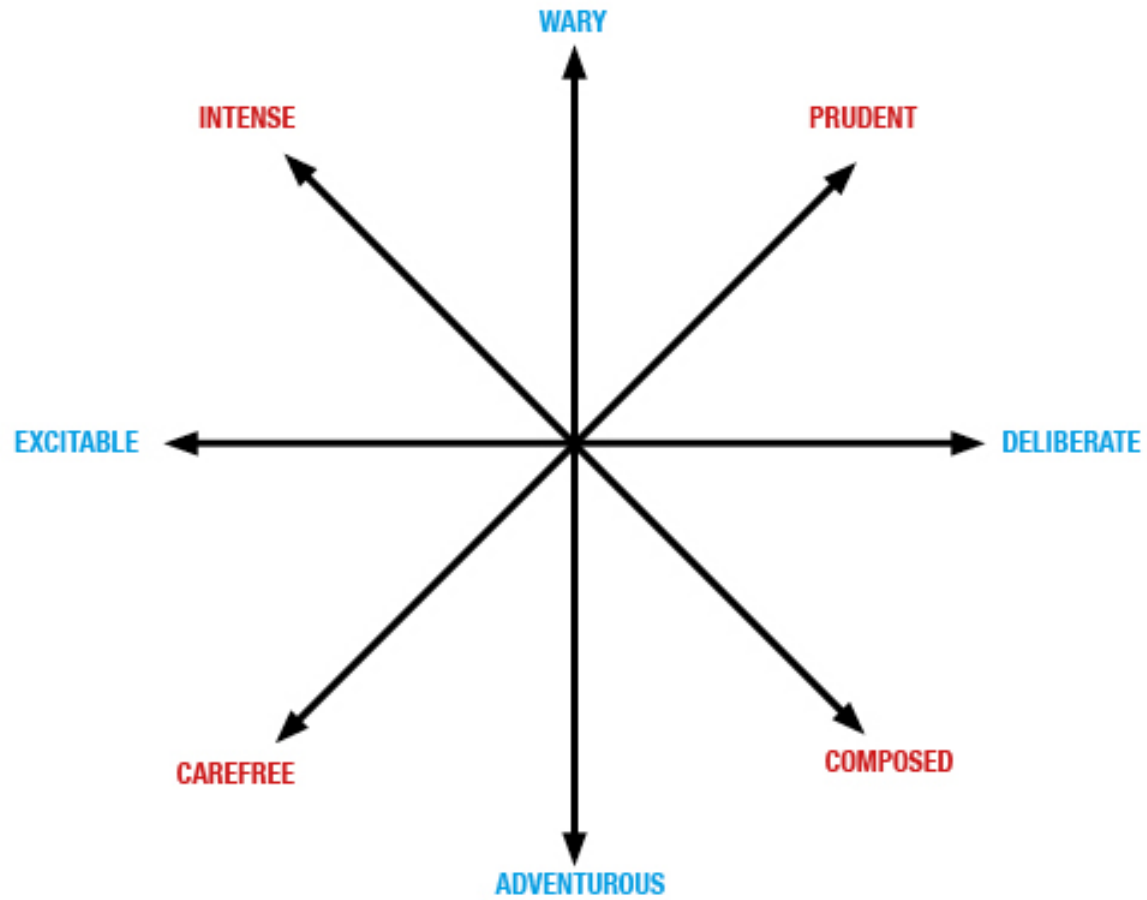 WARY
INTENSE
PRUDENT
EXCITABLE
DELIBERATE
CAREFREE
COMPOSED
ADVENTUROUS